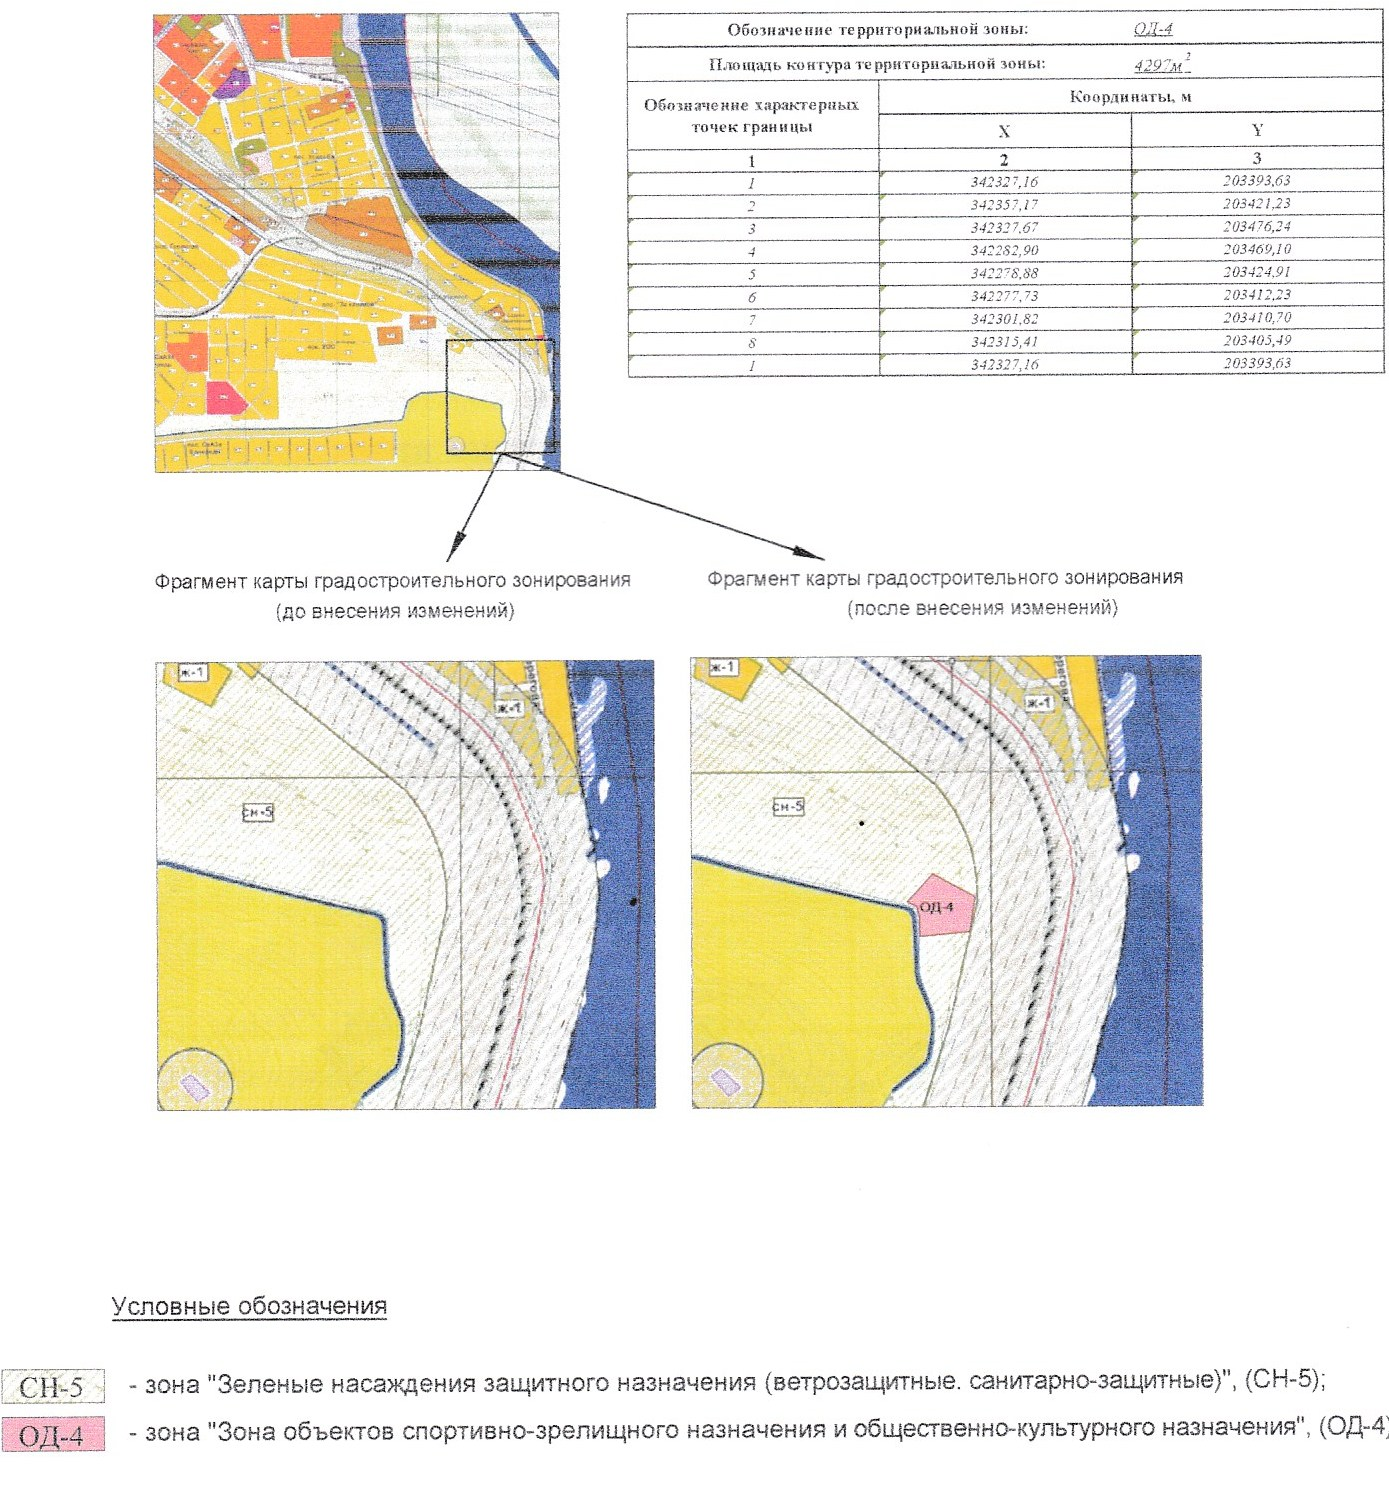 Обозначение территориальной зоны: ОД-4
Площадь контура территориальной зоны: 4297м²
Обозначение характерных точек границы
Координаты, м
X Y
1 2 3
1 342327,16 203393,63
2 342357,17 203421,23
3 342327,67 203476,24
4 342282,90 203469,10
5 342278,88 203424,91
6 342277,73 203412,23
7 342301,82 203410,70
8 342315,41 203405,49
1 342327,16 203393,63
Фрагмент карты градостроительного зонирования
(до внесения изменений)
Фрагмент карты градостроительного зонирования
(после внесения изменений)
ж-1
ж-1
сн-5
ж-1
ж-1
сн-5
ОД-4
Условные обозначения
СН-5 - зона "Зеленые насаждения защитного назначения (ветрозащитные. санитарно-защитные)", (СН-5);
ОД-4 - зона "Зона объектов спортивно-зрелищного назначения и общественно-культурного назначения", (ОД-4)